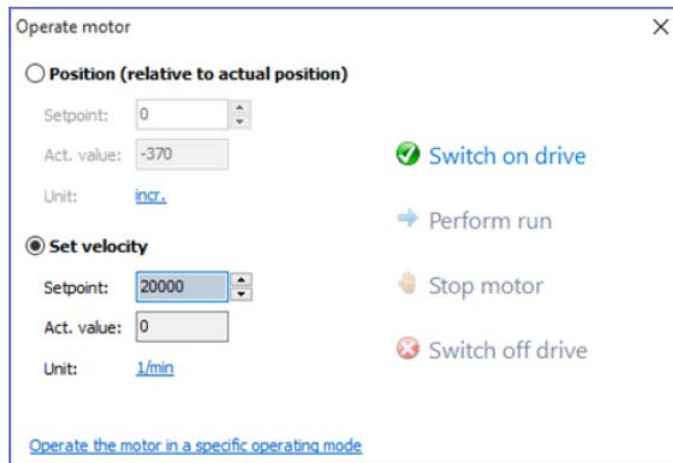 Operate motor
Position (relative to actual position)
Setpoint: 0
Act. value: -370
Unit: incr.
Set velocity
Setpoint: 20000
Act. value: 0
Unit: 1/min
Switch on drive
Perform run
Stop motor
Switch off drive
Operate the motor in a specific operating mode